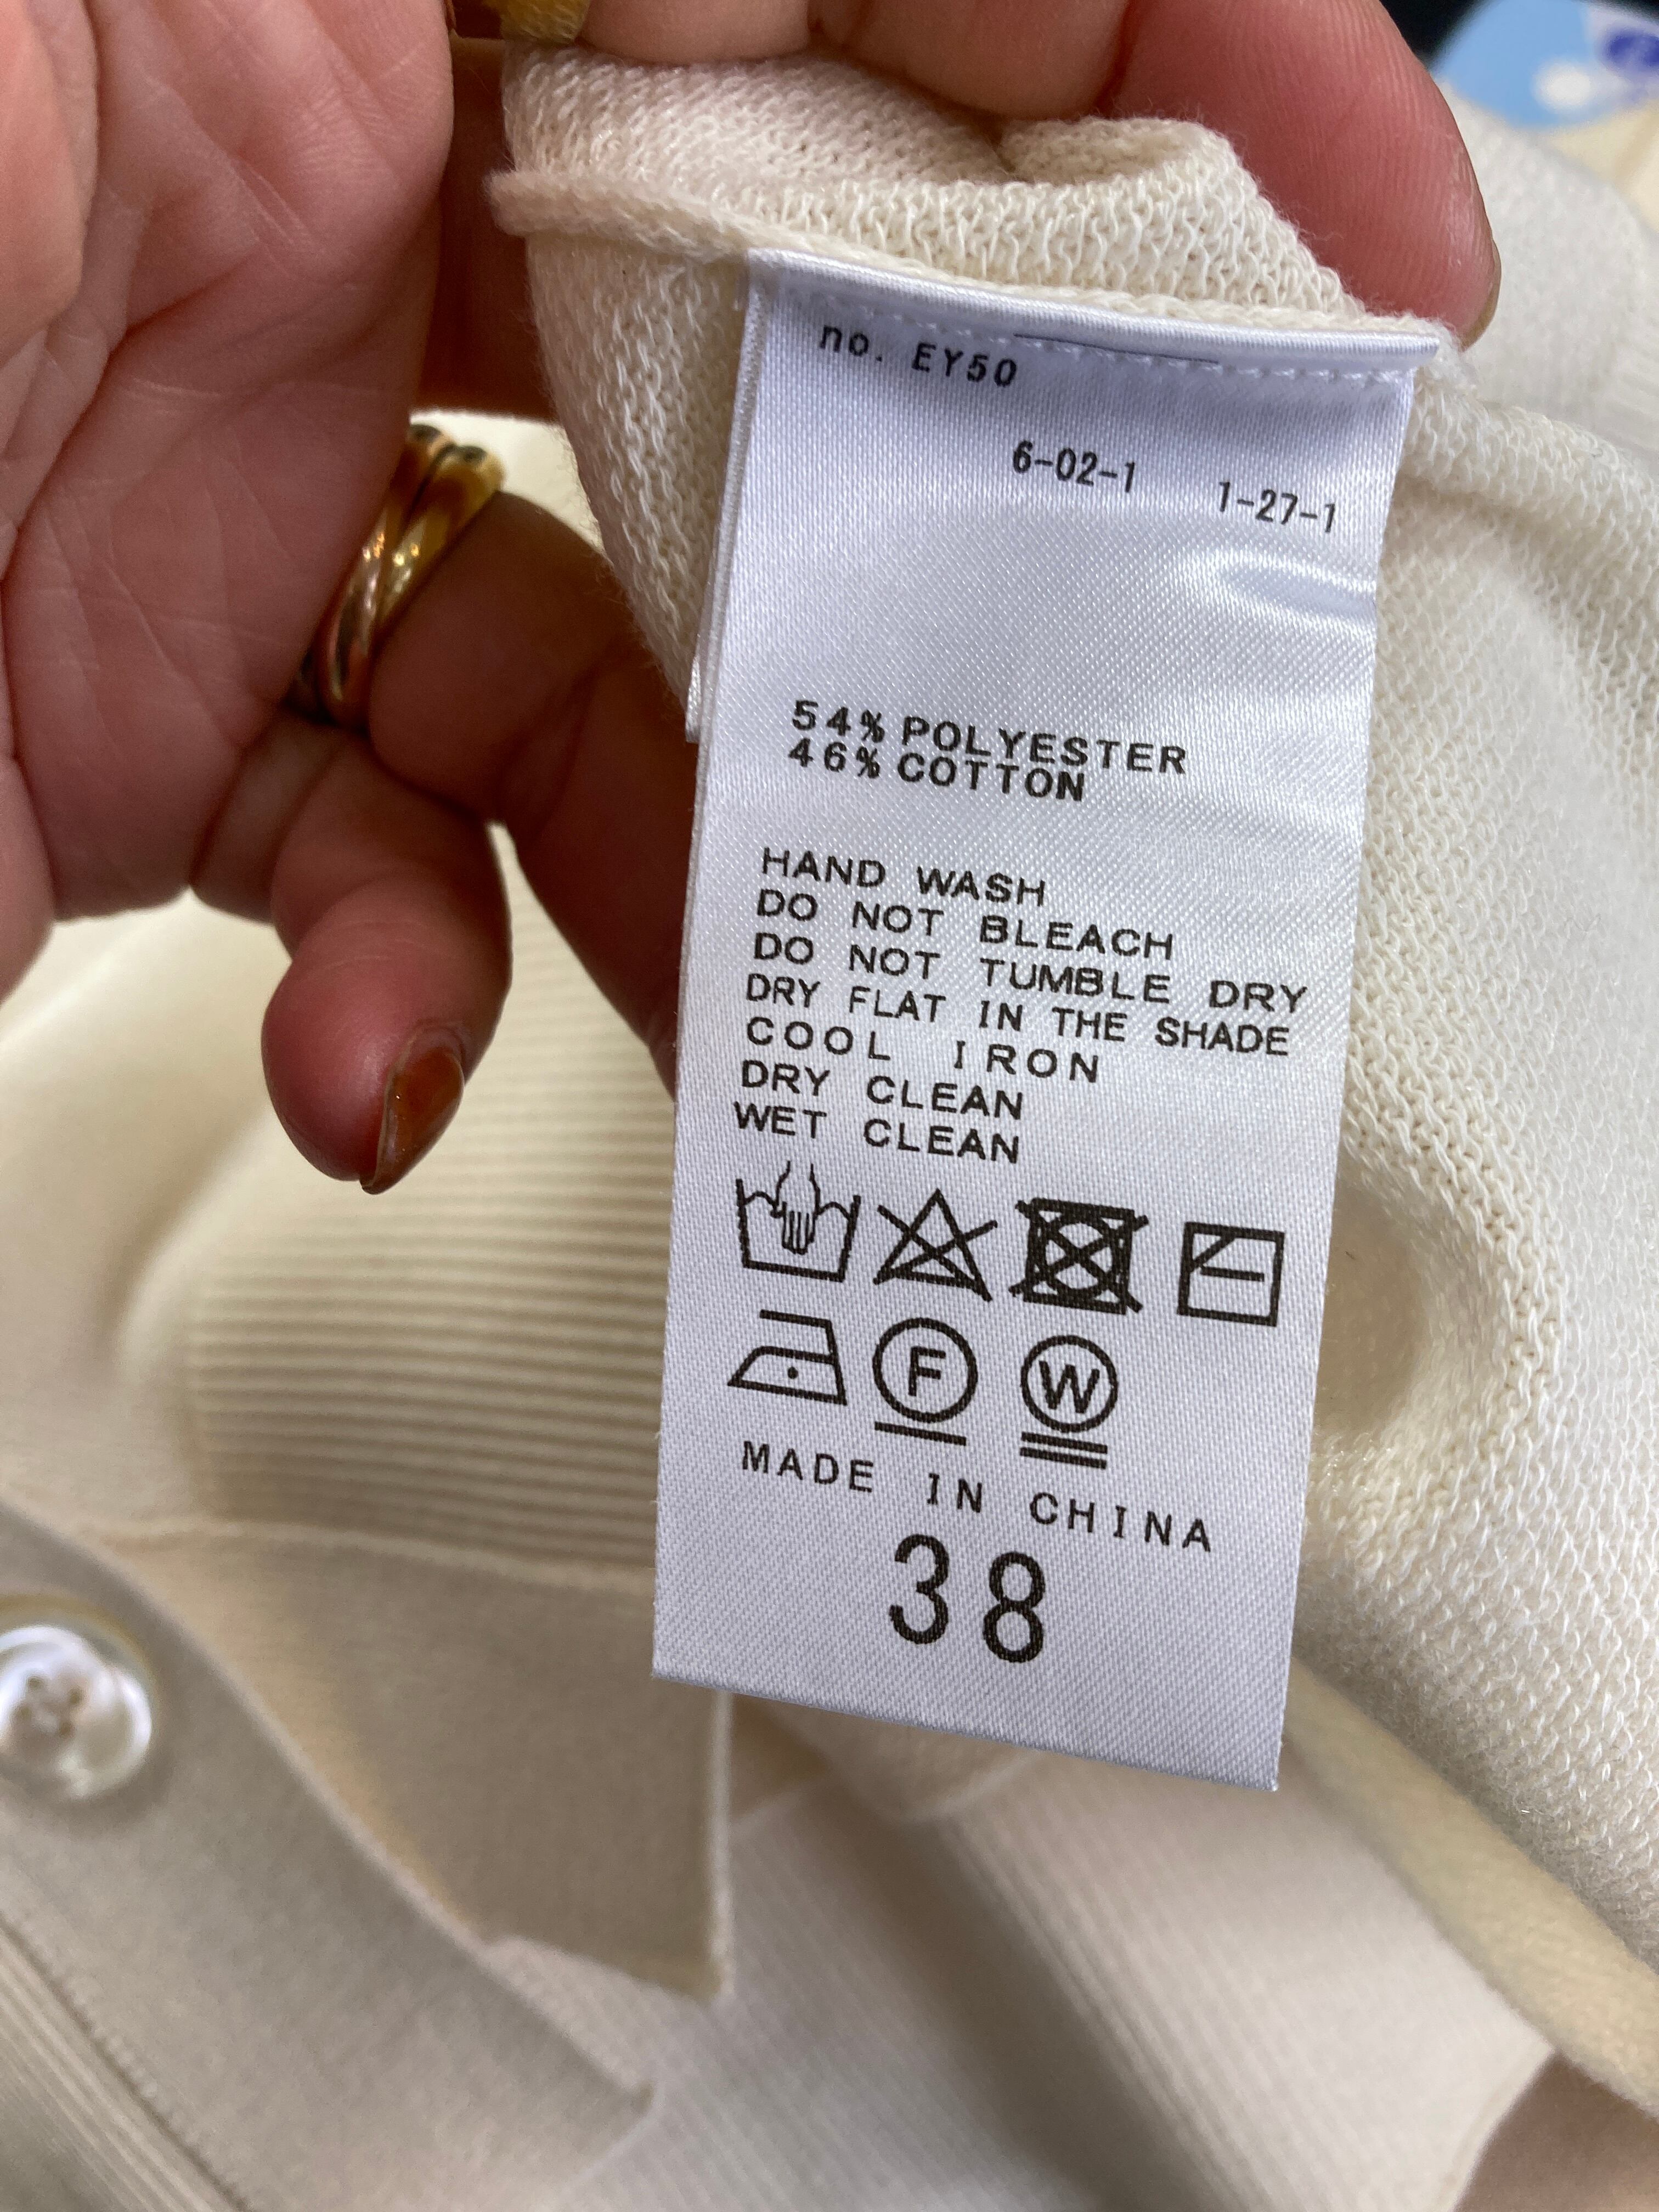 no. EY50
6-02-1 1-27-1
54% POLYESTER
46% COTTON
HAND WASH
DO NOT BLEACH
DO NOT TUMBLE DRY
DRY FLAT IN THE SHADE
COOL IRON
DRY CLEAN
WET CLEAN
F W
MADE IN CHINA
38